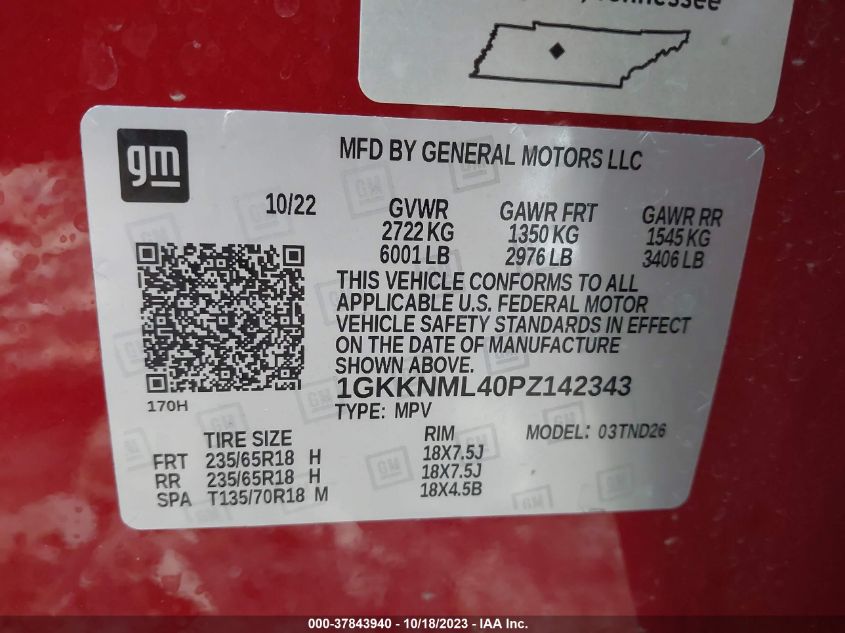 Tennessee
gm
MFD BY GENERAL MOTORS LLC
10/22
GVWR GAWR FRT GAWR RR
2722 KG 1350 KG 1545 KG
6001 LB 2976 LB 3406 LB
THIS VEHICLE CONFORMS TO ALL
APPLICABLE U.S. FEDERAL MOTOR
VEHICLE SAFETY STANDARDS IN EFFECT
ON THE DATE OF MANUFACTURE
SHOWN ABOVE.
1GKKNML40PZ142343
170H
TYPE: MPV
TIRE SIZE RIM MODEL: 03TND26
FRT 235/65R18 H 18X7.5J
RR 235/65R18 H 18X7.5J
SPA T135/70R18 M 18X4.5B
000-37843940 - 10/18/2023 - IAA Inc.